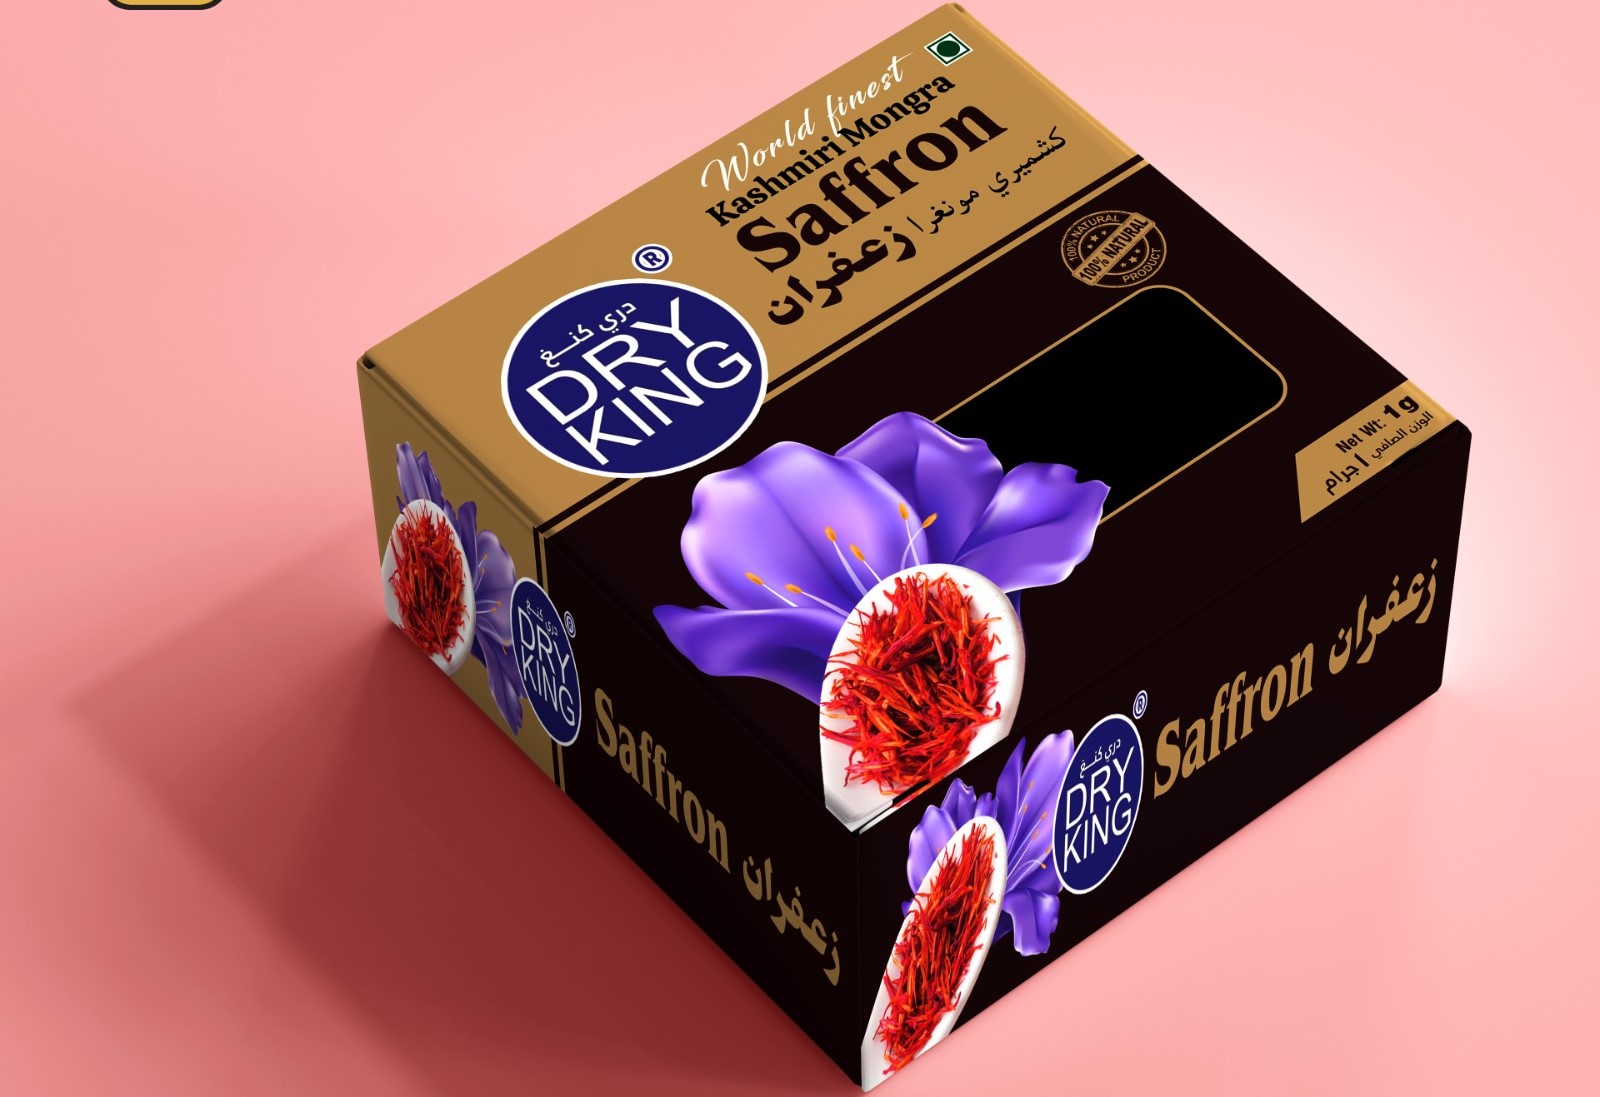 World finest
Kashmiri Mongra
Saffron
كشميري مونغرا زعفران
®
دري كنغ
DRY
KING
100% NATURAL
100% NATURAL
PRODUCT
Net Wt: 1g
الوزن الصافي ١ جرام
®
دري كنغ
DRY
KING
Saffron زعفران
®
دري كنغ
DRY
KING
Saffron زعفران